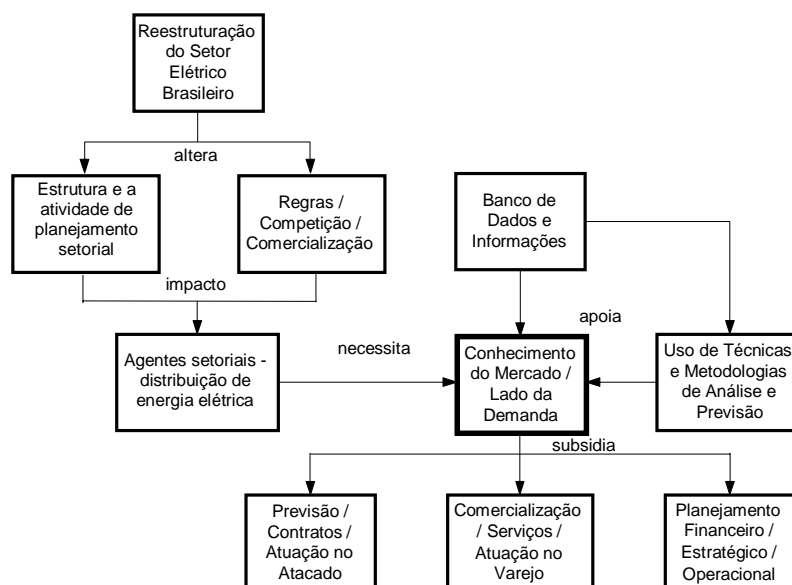 Reestruturação
do Setor
Elétrico
Brasileiro
altera
Estrutura e a
atividade de
planejamento
setorial
Regras /
Competição /
Comercialização
Banco de
Dados e
Informações
impacto
apoia
Agentes setoriais -
distribuição de
energia elétrica
necessita
Conhecimento
do Mercado /
Lado da
Demanda
Uso de Técnicas
e Metodologias
de Análise e
Previsão
subsidia
Previsão /
Contratos /
Atuação no
Atacado
Comercialização
/ Serviços /
Atuação no
Varejo
Planejamento
Financeiro /
Estratégico /
Operacional